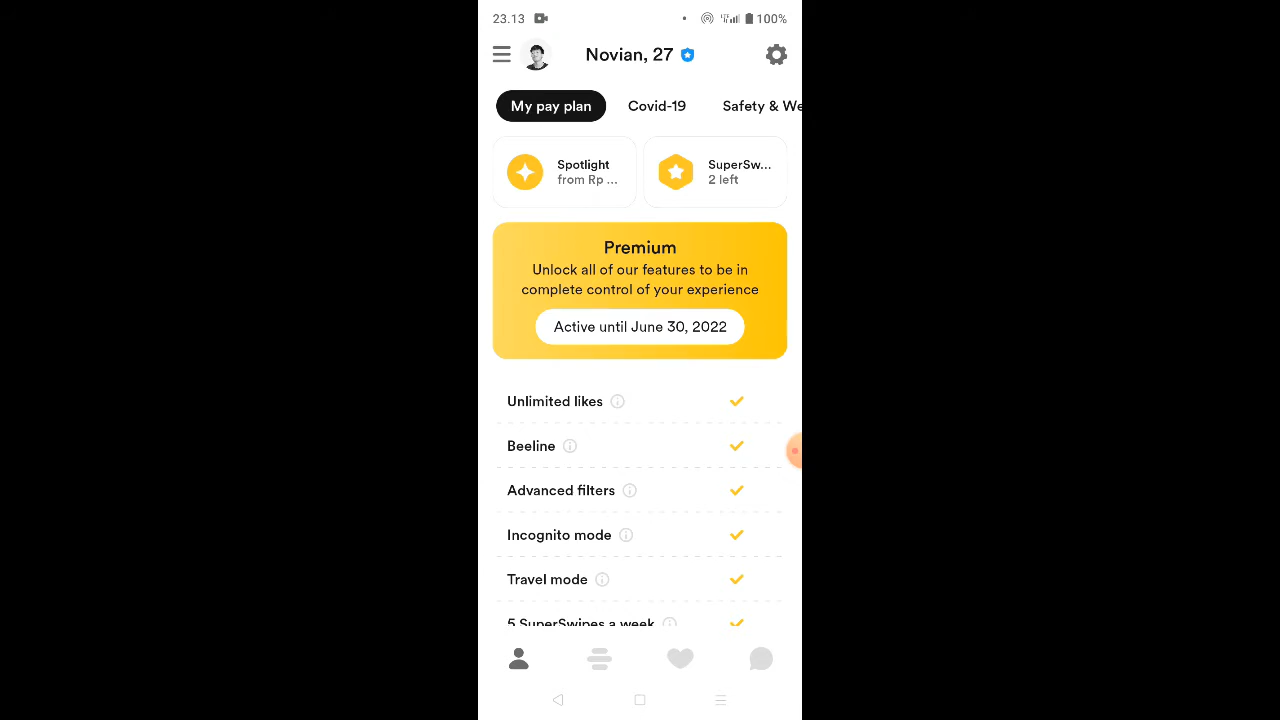 23.13
100%
Novian, 27
My pay plan Covid-19 Safety & We
Spotlight
from Rp ...
SuperSw...
2 left
Premium
Unlock all of our features to be in
complete control of your experience
Active until June 30, 2022
Unlimited likes
Beeline
Advanced filters
Incognito mode
Travel mode
5 SuperSwipes a week